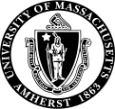 UNIVERSITY OF MASSACHUSETTS
AMHERST 1863